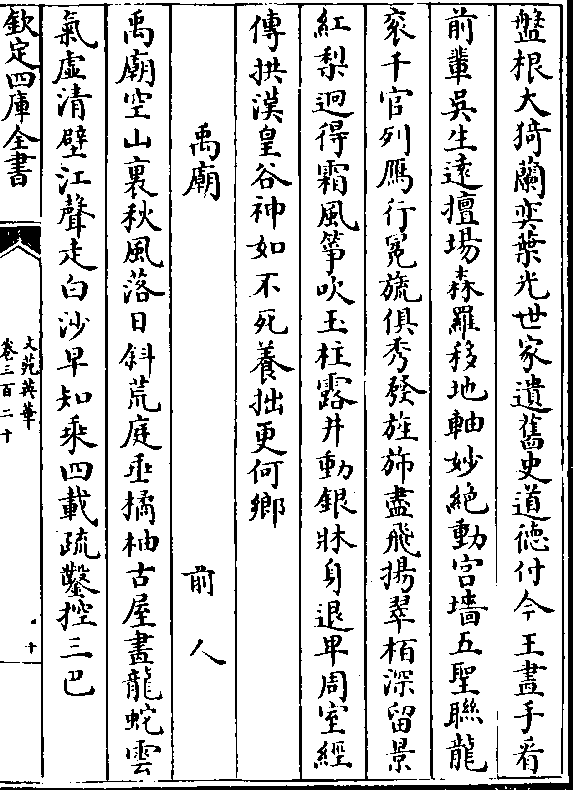 盤根大猗蘭奕葉光世家遺舊史道徳付今王畫手看
前輩吳生逺擅場森羅移地軸妙絶動宫墻五聖聯龍
衮千官列鴈行冕旒俱秀發旌斾盡飛揚翠栢深留景
紅梨迥得霜風筝吹玉柱露井動銀牀身退卑周室經
傳拱漢皇谷神如不死養拙更何鄉
禹廟 前人
禹廟空山裏秋風落日斜荒庭垂橘柚古屋畫龍蛇雲
氣虚清壁江聲走白沙早知乘四載疏鑿控三巴
欽定四庫全書
文苑英華
卷三百二十
十